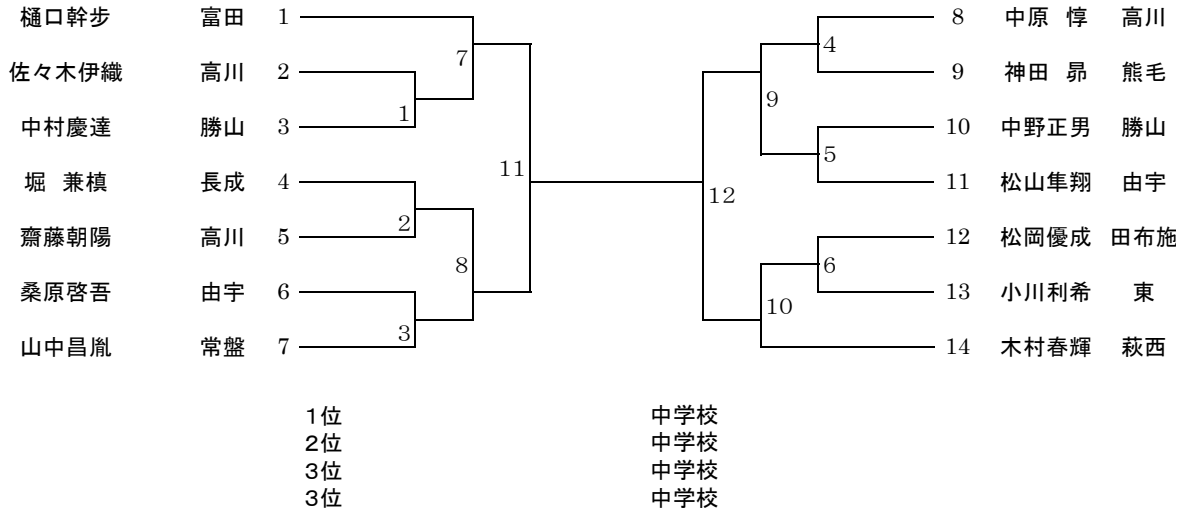 樋口幹歩 富田 1 8 中原 惇 高川
7 4
佐々木伊織 高川 2 9 神田 昴 熊毛
1 9
中村慶達 勝山 3 10 中野正男 勝山
11 5
堀 兼槙 長成 4 11 松山隼翔 由宇
2 12
齋藤朝陽 高川 5 12 松岡優成 田布施
8 6
桑原啓吾 由宇 6 13 小川利希 東
3 10
山中昌胤 常盤 7 14 木村春輝 萩西
1位 中学校
2位 中学校
3位 中学校
3位 中学校